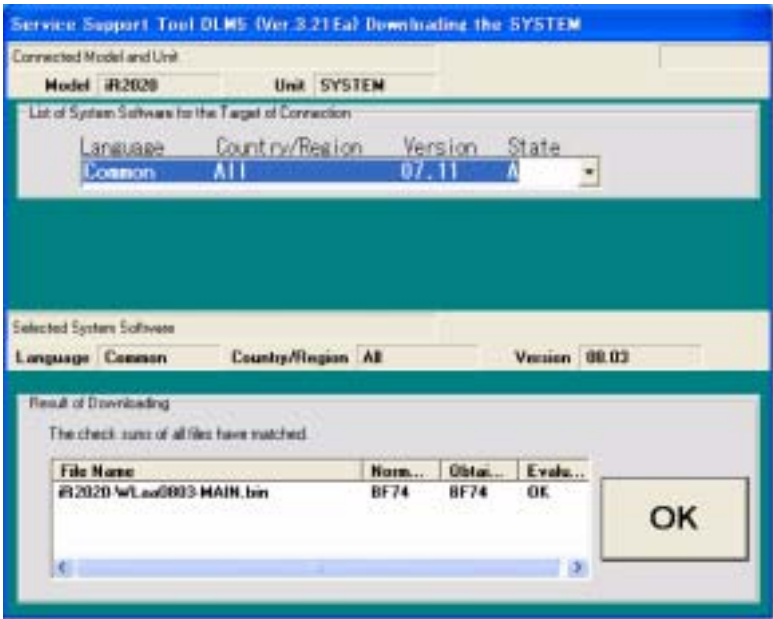 Service Support Tool DLM5 (Ver.3.21Ea) Downloading the SYSTEM
Connected Model and Unit
Model iR2020 Unit SYSTEM
List of System Software for the Target of Connection
Language Country/Region Version State
Common All 07.11 A
Selected System Software
Language Common Country/Region All Version 08.03
Result of Downloading
The check sums of all files have matched.
File Name Norm... Obtai... Evalu...
iR2020-WLaa0803-MAIN.bin BF74 BF74 OK
OK